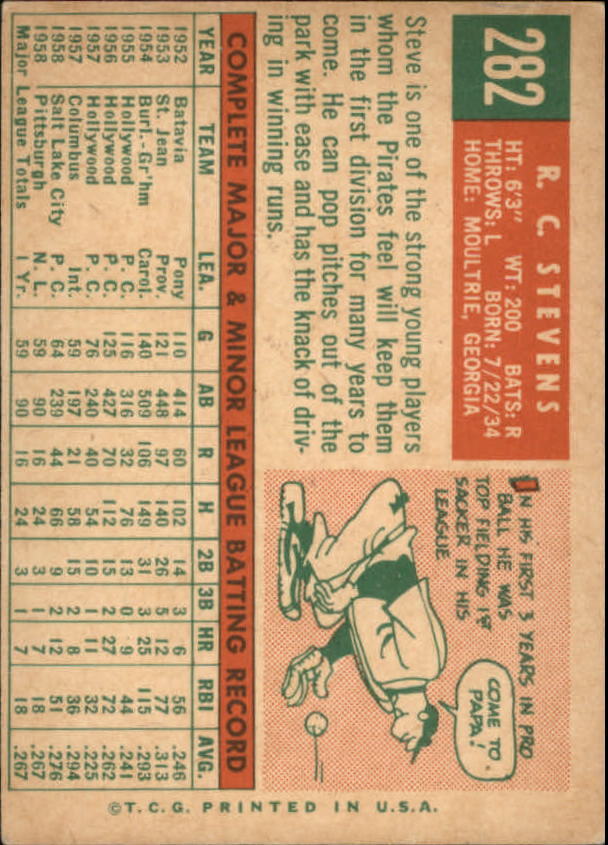 282
R. C. STEVENS
HT: 6'3" WT: 200 BATS: R
THROWS: L BORN: 7/22/34
HOME: MOULTRIE, GEORGIA
Steve is one of the strong young players
whom the Pirates feel will keep them
in the first division for many years to
come. He can pop pitches out of the
park with ease and has the knack of driv-
ing in winning runs.
IN HIS FIRST 3 YEARS IN PRO
BALL HE WAS
TOP FIELDING 1ST
SACKER IN HIS
LEAGUE
COME TO
PAPA!
COMPLETE MAJOR & MINOR LEAGUE BATTING RECORD
YEAR TEAM LEA. G AB R H 2B 3B HR RBI AVG.
1952 Batavia Pony 110 414 60 102 14 3 6 56 .246
1953 St. Jean Prov. 121 448 97 140 26 5 12 77 .313
1954 Burl.-Gr'hm Carol. 140 509 106 149 31 3 25 115 .293
1955 Hollywood P. C. 116 316 32 76 13 0 9 44 .241
1956 Hollywood P. C. 125 427 70 112 15 2 27 72 .262
1957 Hollywood P. C. 76 240 40 54 10 1 11 32 .225
1957 Columbus Int. 59 197 21 58 15 2 8 36 .294
1958 Salt Lake City P. C. 64 239 44 66 9 2 12 51 .276
1958 Pittsburgh N. L. 59 90 16 24 3 1 7 18 .267
Major League Totals 1 Yr. 59 90 16 24 3 1 7 18 .267
©T.C.G. PRINTED IN U.S.A.